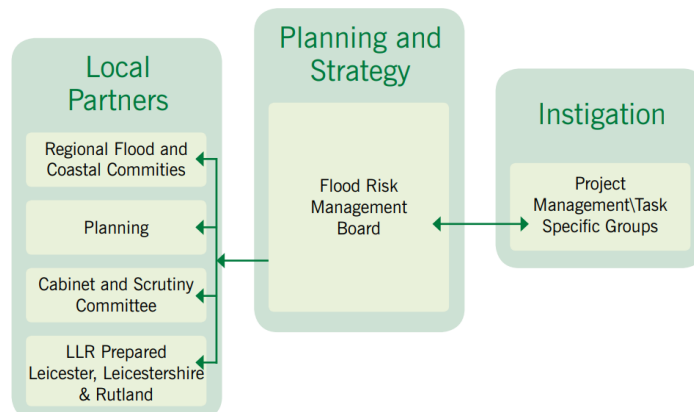 Local
Partners
Regional Flood and
Coastal Commities
Planning
Cabinet and Scrutiny
Committee
LLR Prepared
Leicester, Leicestershire
& Rutland
Planning and
Strategy
Flood Risk
Management
Board
Instigation
Project
Management\Task
Specific Groups